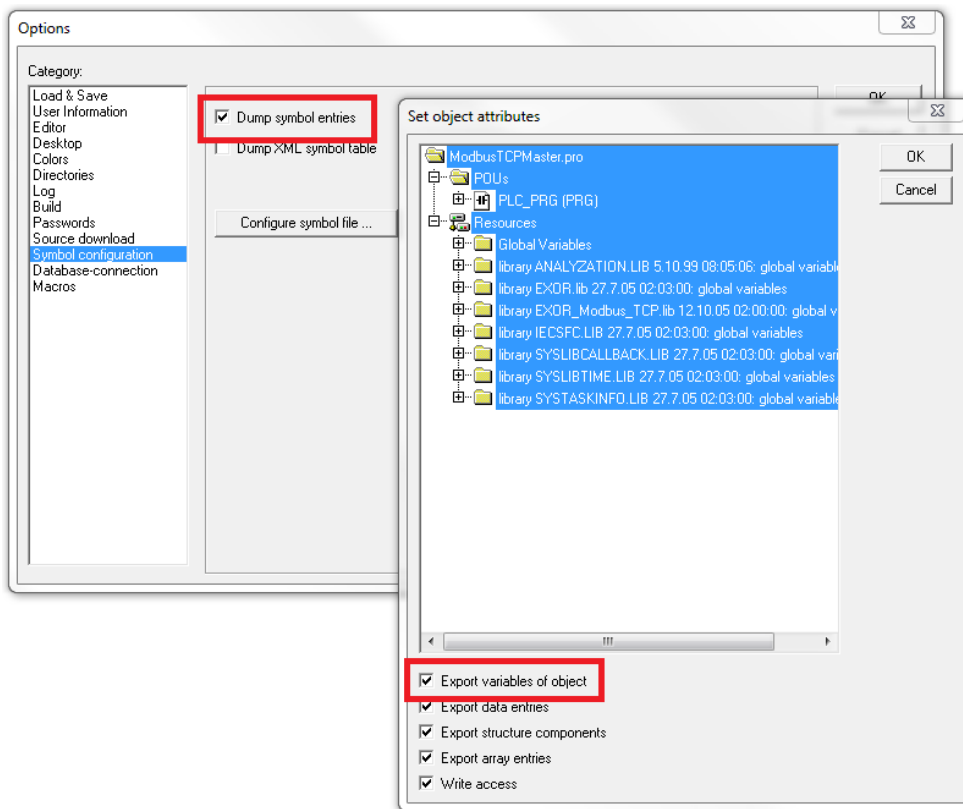 Options
Category:
Load & Save
User Information
Editor
Desktop
Colors
Directories
Log
Build
Passwords
Source download
Symbol configuration
Database-connection
Macros
Dump symbol entries
Dump XML symbol table
Configure symbol file ...
OK
Set object attributes
ModbusTCPMaster.pro
POUs
PLC_PRG (PRG)
Resources
Global Variables
library ANALYZATION.LIB 5.10.99 08:05:06: global variabl
library EXOR.lib 27.7.05 02:03:00: global variables
library EXOR_Modbus_TCP.lib 12.10.05 02:00:00: global v
library IECSFC.LIB 27.7.05 02:03:00: global variables
library SYSLIBCALLBACK.LIB 27.7.05 02:03:00: global vari
library SYSLIBTIME.LIB 27.7.05 02:03:00: global variables
library SYSTASKINFO.LIB 27.7.05 02:03:00: global variable
OK
Cancel
Export variables of object
Export data entries
Export structure components
Export array entries
Write access